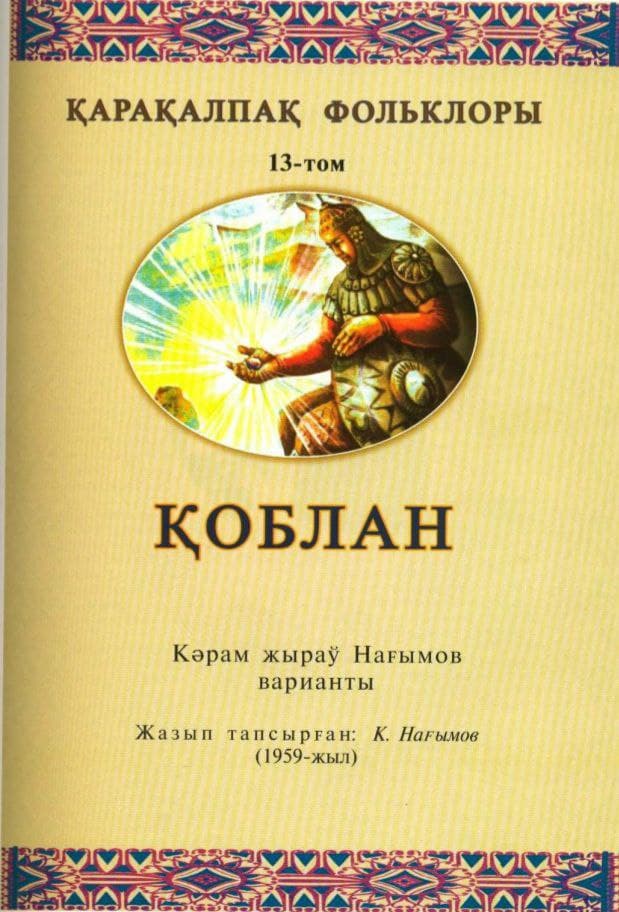 ҚАРАҚАЛПАҚ ФОЛЬКЛОРЫ
13-том
ҚОБЛАН
Кәрам жыраў Нағымов
варианты
Жазып тапсырған: К. Нағымов
(1959-жыл)